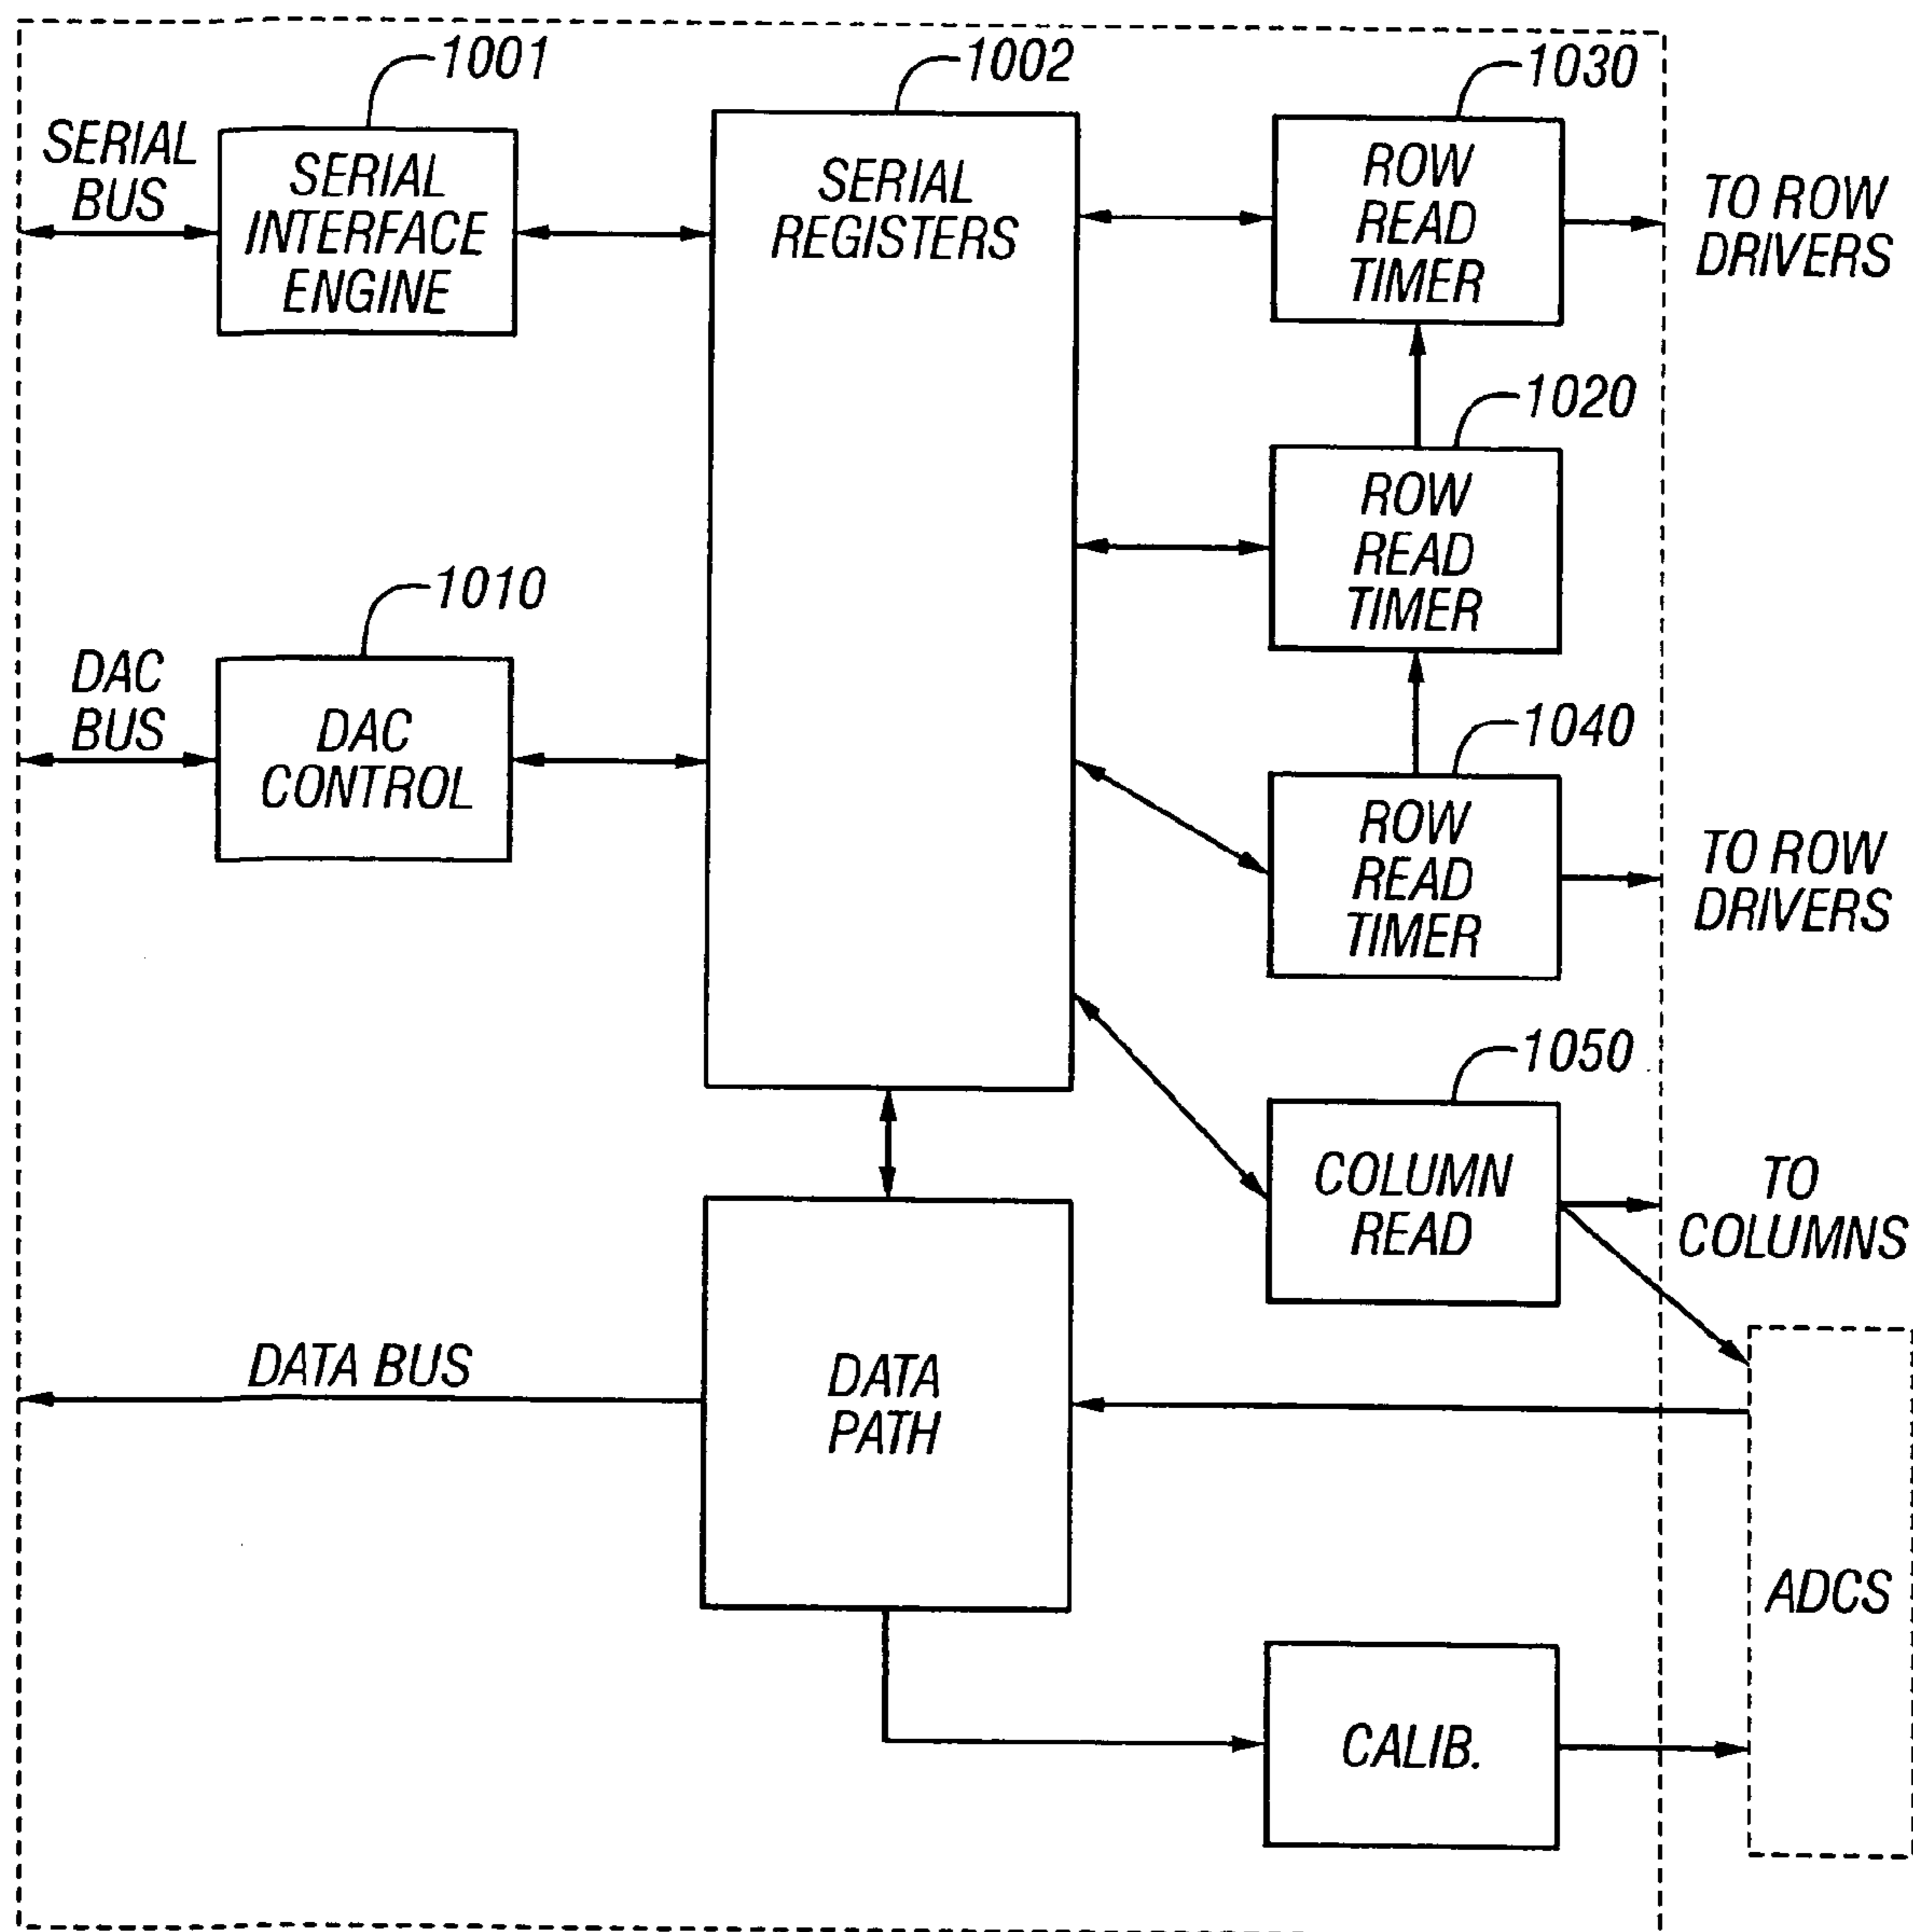 1001
1002
1030
SERIAL
BUS
SERIAL
INTERFACE
ENGINE
SERIAL
REGISTERS
ROW
READ
TIMER
TO ROW
DRIVERS
1020
ROW
READ
TIMER
1010
DAC
BUS
DAC
CONTROL
1040
ROW
READ
TIMER
TO ROW
DRIVERS
1050
COLUMN
READ
TO
COLUMNS
DATA BUS
DATA
PATH
ADCS
CALIB.